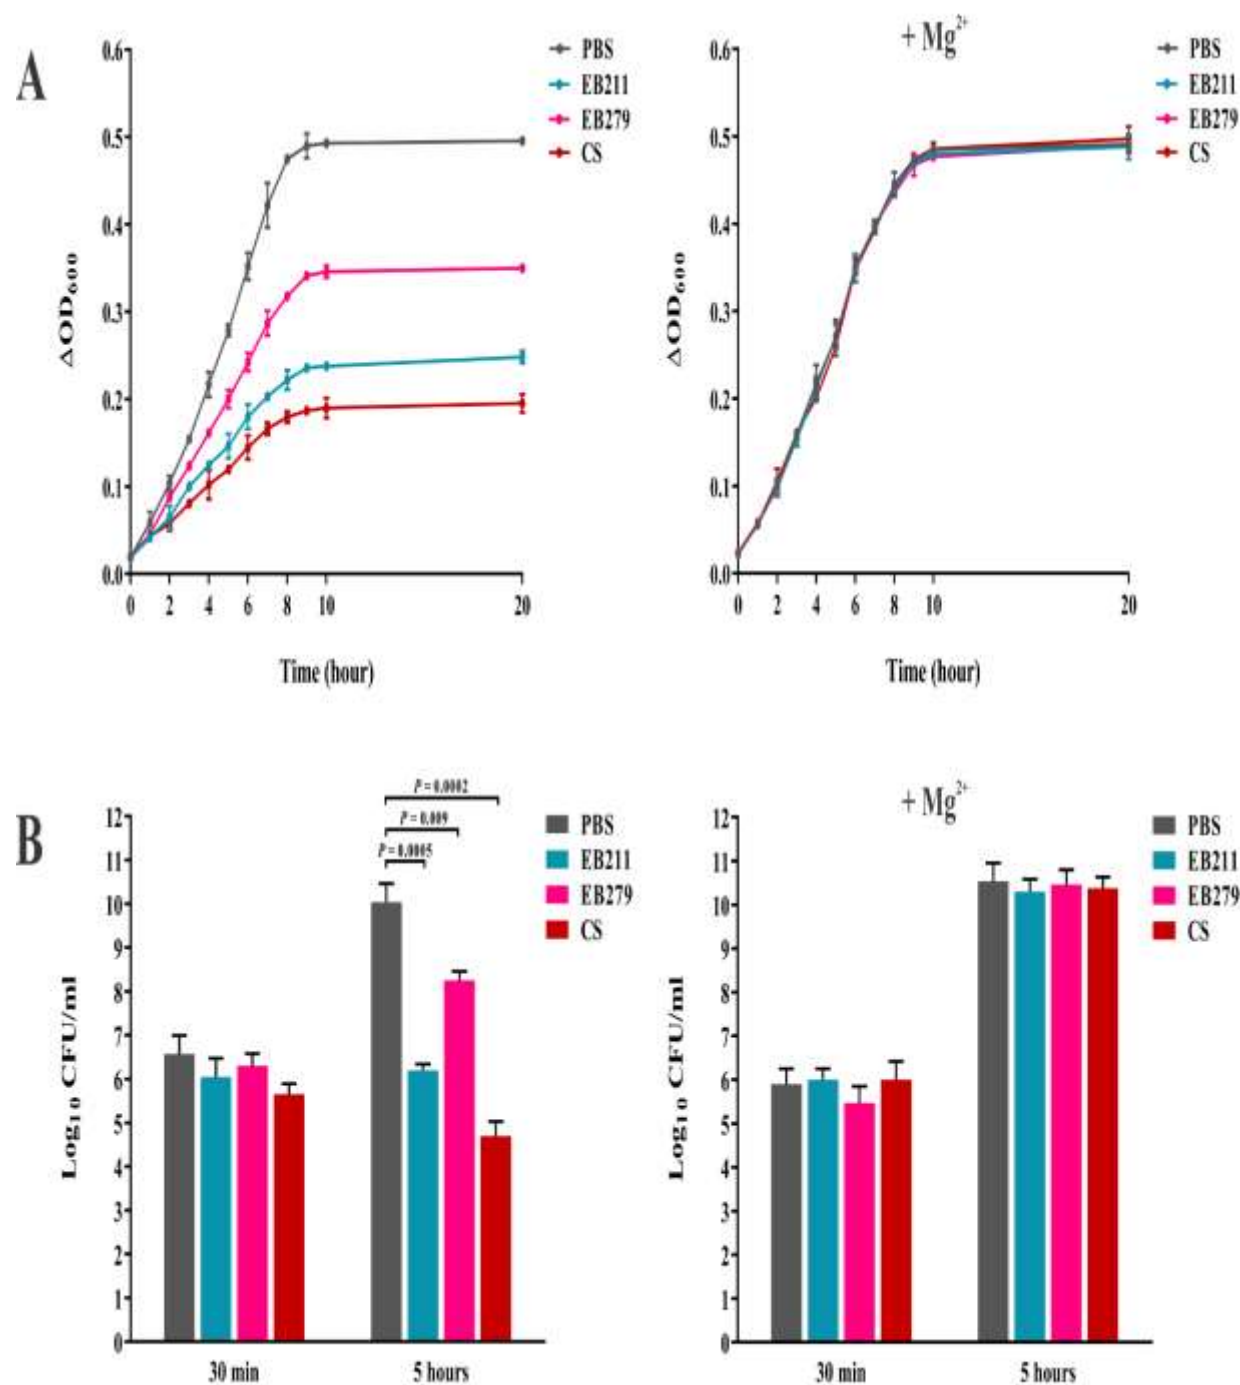 A
0.6
0.5
0.4
0.3
0.2
0.1
0.0
ΔOD₆₀₀
0 2 4 6 8 10 20
Time (hour)
PBS
EB211
EB279
CS
+ Mg²⁺
0.6
0.5
0.4
0.3
0.2
0.1
0.0
ΔOD₆₀₀
0 2 4 6 8 10 20
Time (hour)
PBS
EB211
EB279
CS
B
P = 0.0002
P = 0.009
P = 0.0005
12
11
10
9
8
7
6
5
4
3
2
1
0
Log₁₀ CFU/ml
30 min 5 hours
PBS
EB211
EB279
CS
+ Mg²⁺
12
11
10
9
8
7
6
5
4
3
2
1
0
Log₁₀ CFU/ml
30 min 5 hours
PBS
EB211
EB279
CS